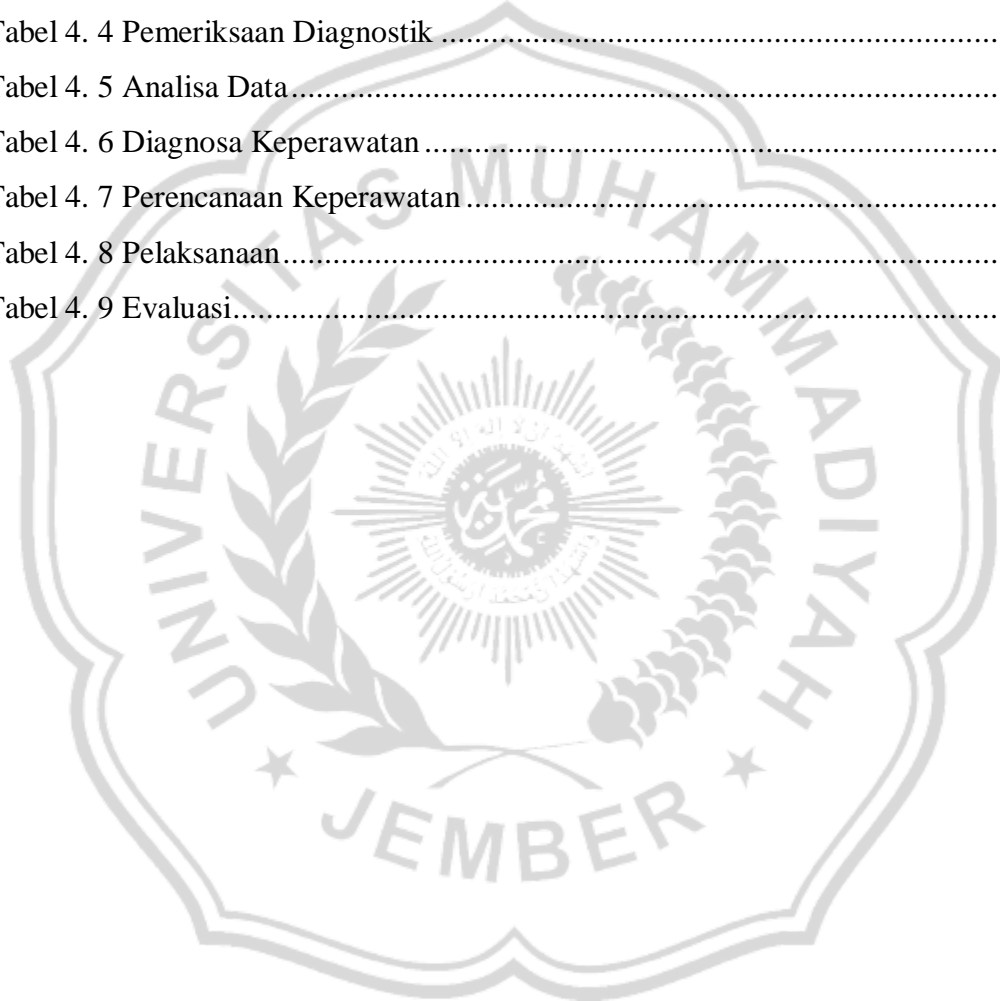 Tabel 4. 4 Pemeriksaan Diagnostik ........................................................................
Tabel 4. 5 Analisa Data...........................................................................................
Tabel 4. 6 Diagnosa Keperawatan ..........................................................................
Tabel 4. 7 Perencanaan Keperawatan .....................................................................
Tabel 4. 8 Pelaksanaan............................................................................................
Tabel 4. 9 Evaluasi..................................................................................................
UNIVERSITAS MUHAMMADIYAH
JEMBER